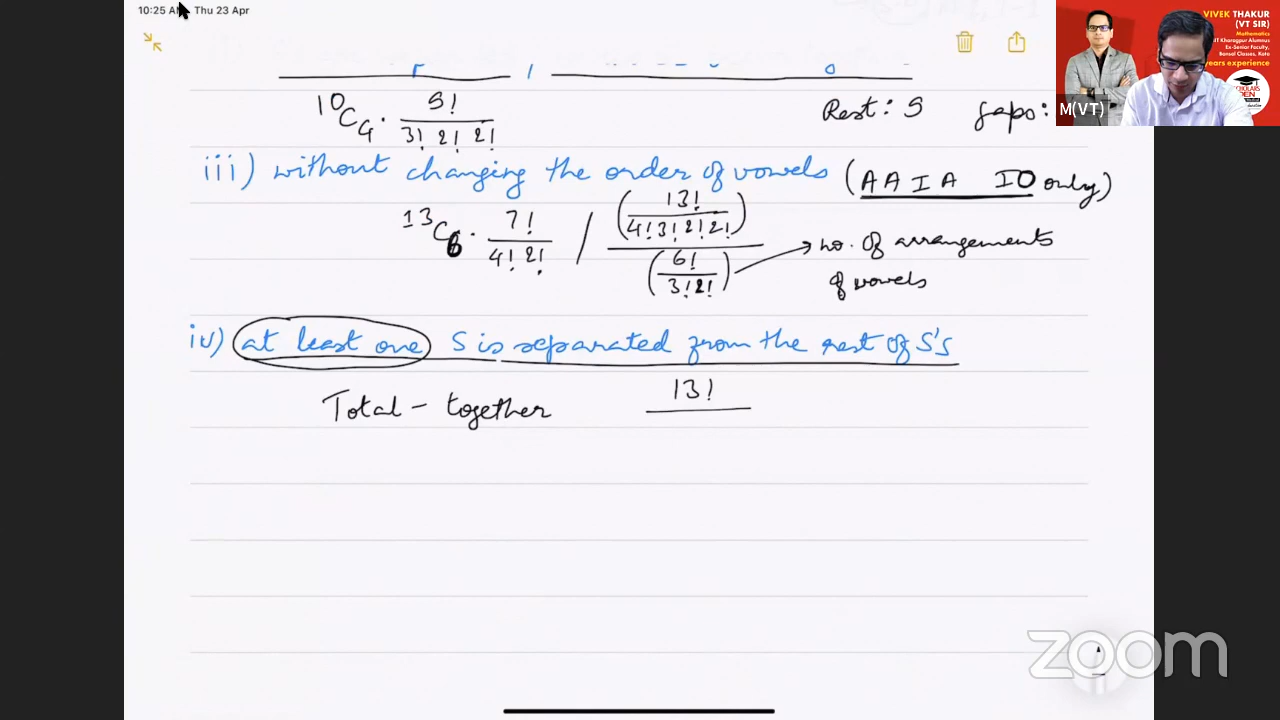 10:25 AM Thu 23 Apr
VIVEK THAKUR
(VT SIR)
Mathematics
IIT Kharagpur Alumnus
Ex-Senior Faculty,
Bansal Classes, Kota
years experience
M(VT)
¹⁰C₄ · 9! / 3! 2! 2!
Rest: 9 gaps:
iii) without changing the order of vowels (AAIA IO only)
¹³C₆ · 7! / 4! 2! / (13! / 4! 3! 2! 2!) / (6! / 3! 2!) → no. of arrangements
of vowels
iv) at least one S is separated from the rest of S's
Total - together 13!
zoom